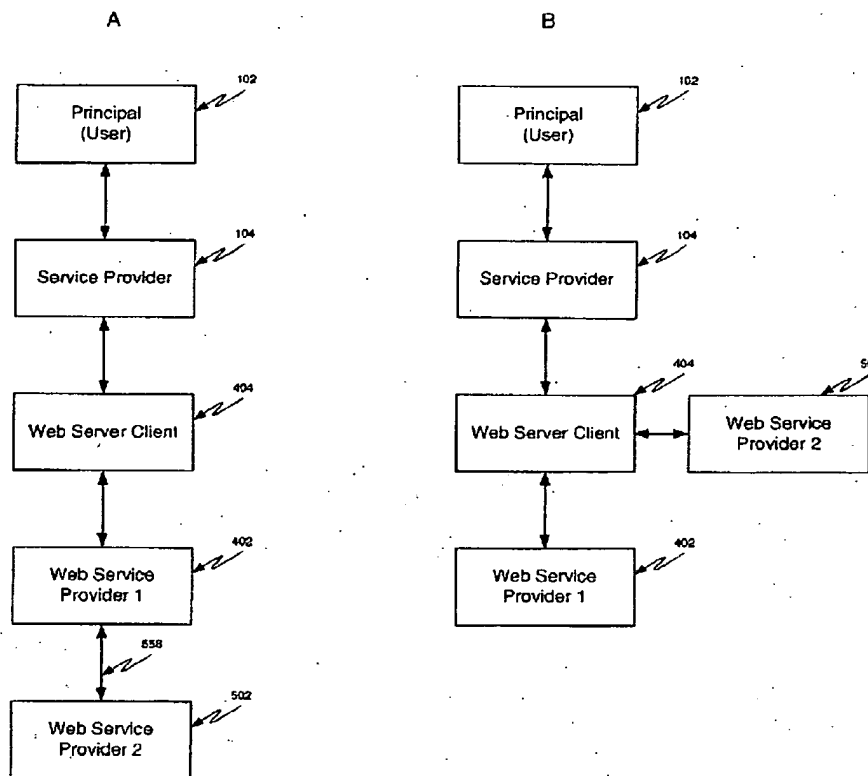 A
102
Principal
(User)
104
Service Provider
404
Web Server Client
402
Web Service
Provider 1
558
502
Web Service
Provider 2
B
102
Principal
(User)
104
Service Provider
404
Web Server Client
Web Service
Provider 2
402
Web Service
Provider 1